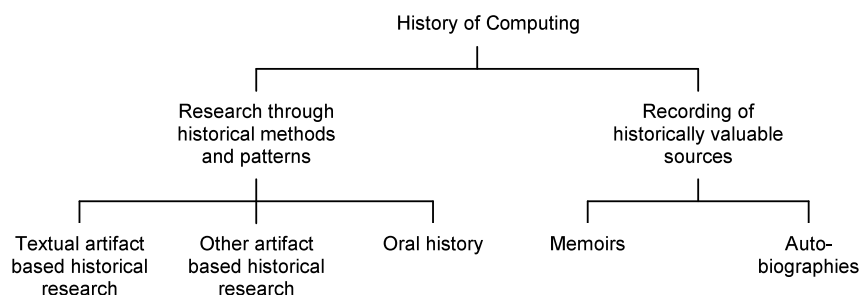 History of Computing
Research through
historical methods
and patterns
Recording of
historically valuable
sources
Textual artifact
based historical
research
Other artifact
based historical
research
Oral history
Memoirs
Auto-
biographies